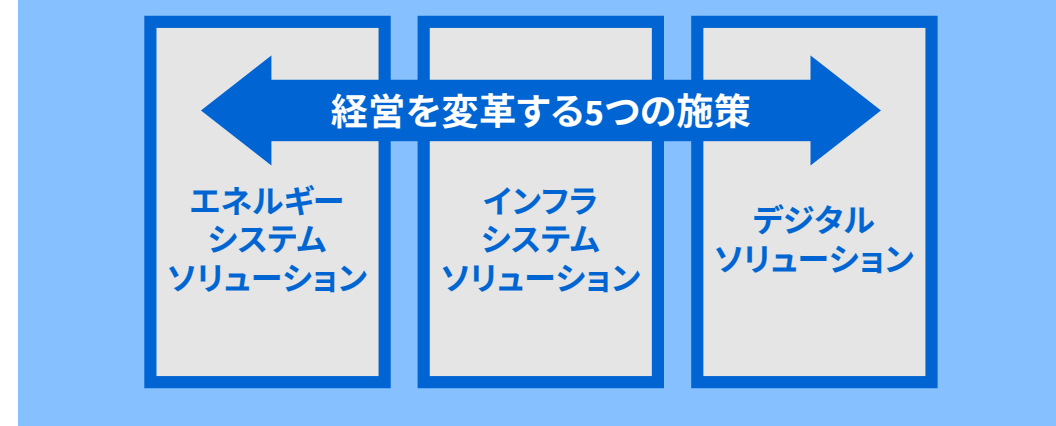 経営を変革する5つの施策
エネルギー
システム
ソリューション
インフラ
システム
ソリューション
デジタル
ソリューション